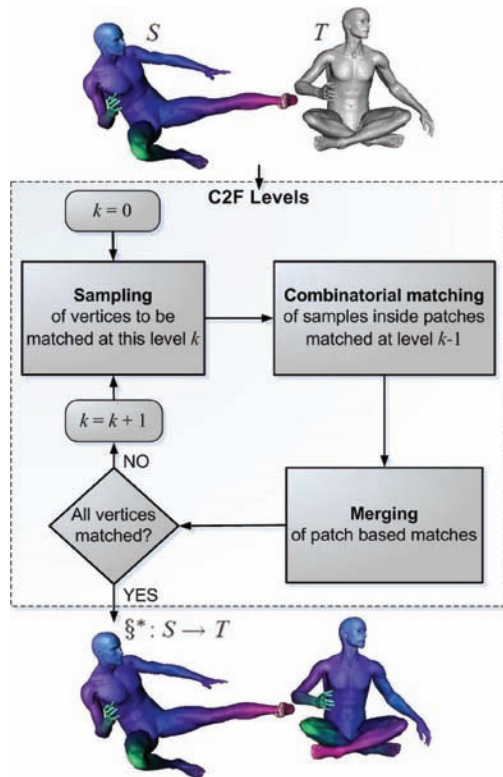 S
T
C2F Levels
k = 0
Sampling
of vertices to be
matched at this level k
Combinatorial matching
of samples inside patches
matched at level k-1
k = k + 1
NO
All vertices
matched?
Merging
of patch based matches
YES
§*: S → T